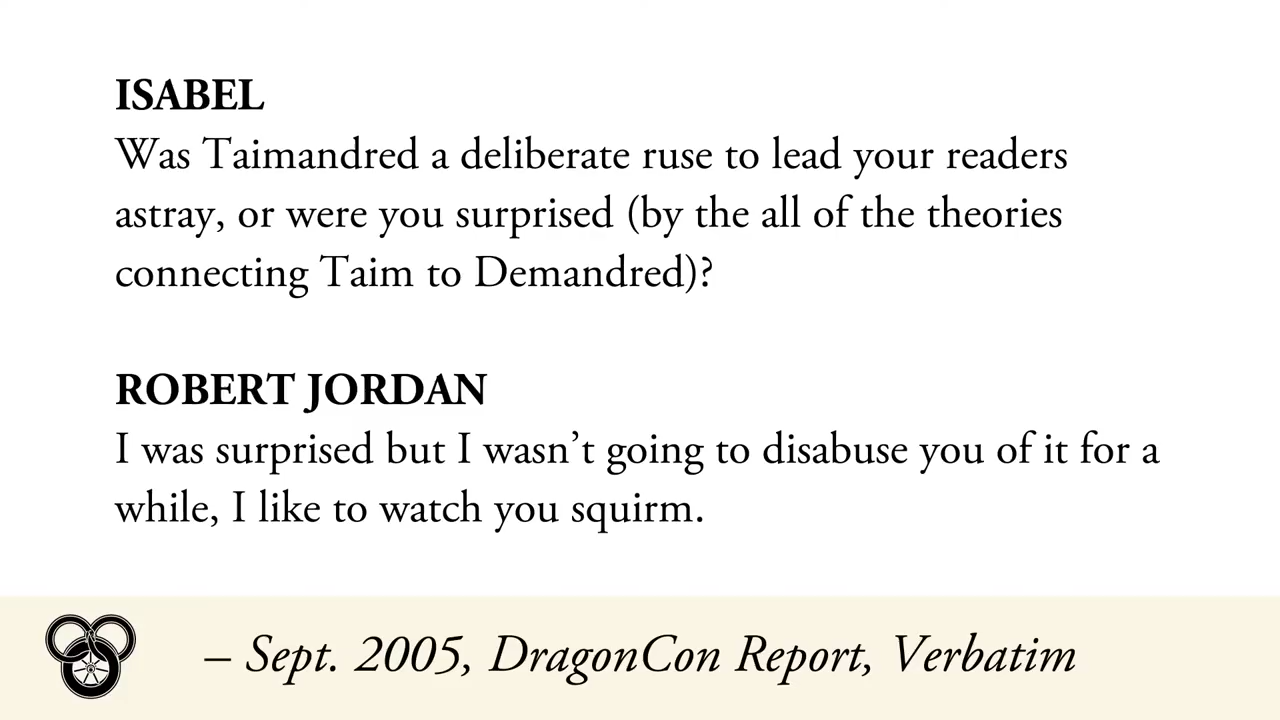 ISABEL
Was Taimandred a deliberate ruse to lead your readers
astray, or were you surprised (by the all of the theories
connecting Taim to Demandred)?
ROBERT JORDAN
I was surprised but I wasn’t going to disabuse you of it for a
while, I like to watch you squirm.
– Sept. 2005, DragonCon Report, Verbatim